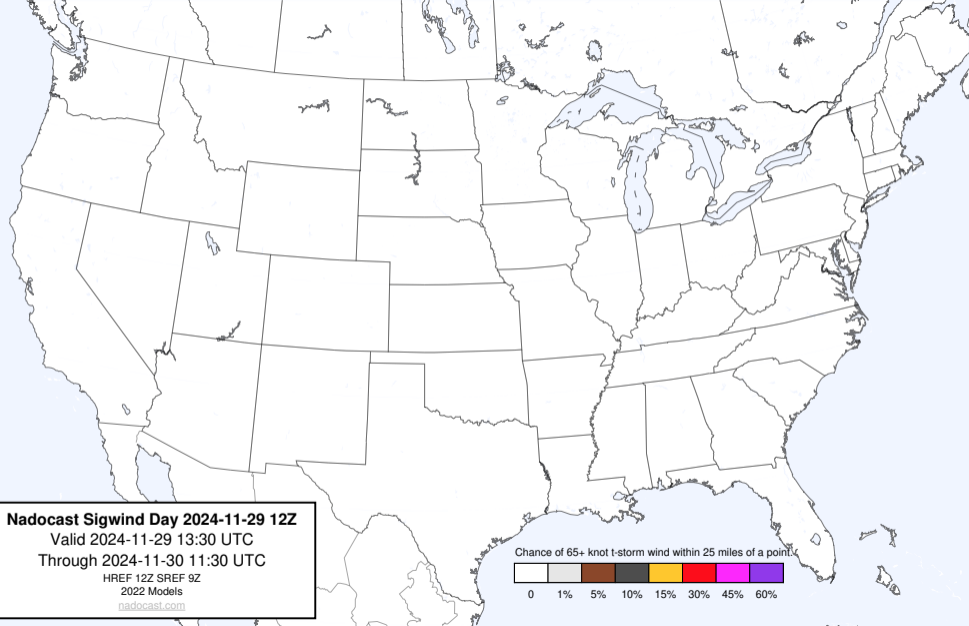 Nadocast Sigwind Day 2024-11-29 12Z
Valid 2024-11-29 13:30 UTC
Through 2024-11-30 11:30 UTC
HREF 12Z SREF 9Z
2022 Models
nadocast.com
Chance of 65+ knot t-storm wind within 25 miles of a point.
0 1% 5% 10% 15% 30% 45% 60%